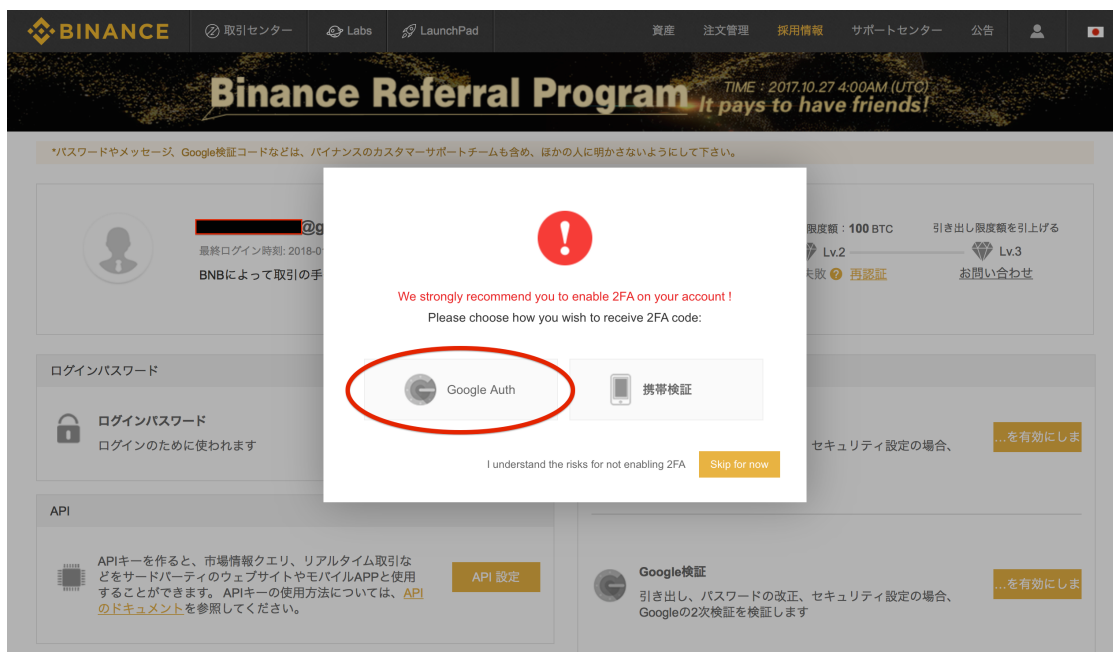 BINANCE
取引センター
Labs
LaunchPad
資産
注文管理
採用情報
サポートセンター
公告
Binance Referral Program
TIME : 2017.10.27 4:00AM (UTC)
It pays to have friends!
*パスワードやメッセージ、Google検証コードなどは、バイナンスのカスタマーサポートチームも含め、ほかの人に明かさないようにして下さい。
@g
最終ログイン時刻: 2018-0
BNBによって取引の手
限度額：100 BTC
引き出し限度額を引上げる
Lv.2
Lv.3
失敗
再認証
お問い合わせ
We strongly recommend you to enable 2FA on your account !
Please choose how you wish to receive 2FA code:
Google Auth
携帯検証
I understand the risks for not enabling 2FA
Skip for now
ログインパスワード
ログインパスワード
ログインのために使われます
セキュリティ設定の場合、
...を有効にしま
API
APIキーを作ると、市場情報クエリ、リアルタイム取引な
どをサードパーティのウェブサイトやモバイルAPPと使用
することができます。 APIキーの使用方法については、API
のドキュメントを参照してください。
API 設定
Google検証
引き出し、パスワードの改正、セキュリティ設定の場合、
Googleの2次検証を検証します
...を有効にしま